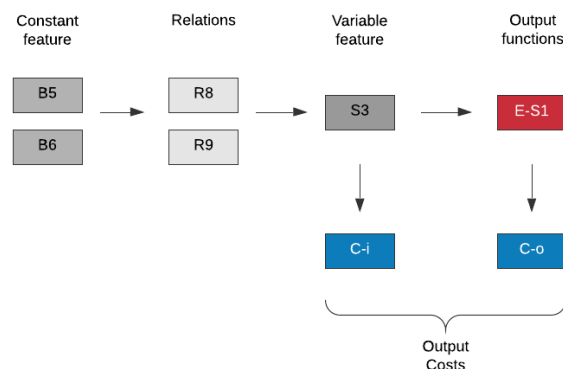 Constant
feature
Relations
Variable
feature
Output
functions
B5
R8
S3
E-S1
B6
R9
C-i
C-o
Output
Costs